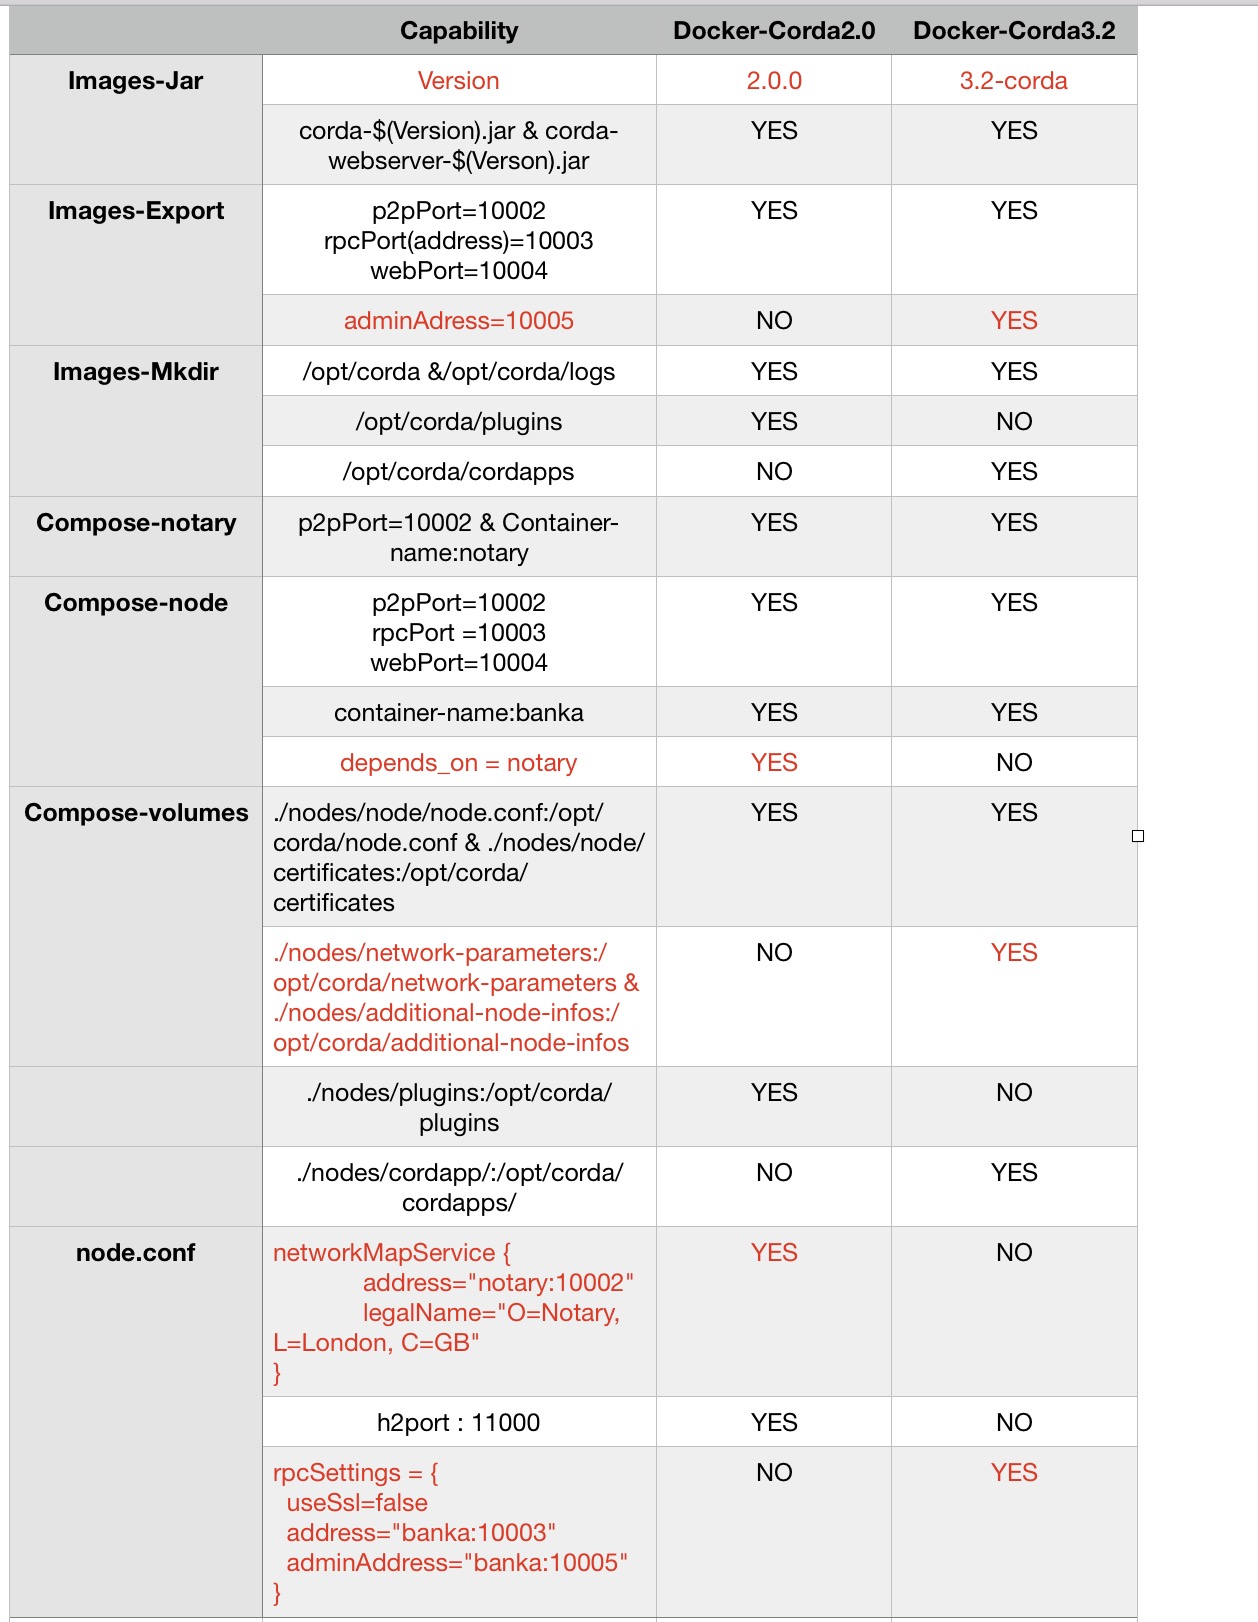 Capability Docker-Corda2.0 Docker-Corda3.2
Images-Jar Version 2.0.0 3.2-corda
corda-$(Version).jar & corda- YES YES
webserver-$(Verson).jar
Images-Export p2pPort=10002 YES YES
rpcPort(address)=10003
webPort=10004
adminAdress=10005 NO YES
Images-Mkdir /opt/corda &/opt/corda/logs YES YES
/opt/corda/plugins YES NO
/opt/corda/cordapps NO YES
Compose-notary p2pPort=10002 & Container- YES YES
name:notary
Compose-node p2pPort=10002 YES YES
rpcPort =10003
webPort=10004
container-name:banka YES YES
depends_on = notary YES NO
Compose-volumes ./nodes/node/node.conf:/opt/ YES YES
corda/node.conf & ./nodes/node/
certificates:/opt/corda/
certificates
./nodes/network-parameters:/ NO YES
opt/corda/network-parameters &
./nodes/additional-node-infos:/
opt/corda/additional-node-infos
./nodes/plugins:/opt/corda/ YES NO
plugins
./nodes/cordapp/:/opt/corda/ NO YES
cordapps/
node.conf networkMapService { YES NO
address="notary:10002"
legalName="O=Notary,
L=London, C=GB"
}
h2port : 11000 YES NO
rpcSettings = { NO YES
useSsl=false
address="banka:10003"
adminAddress="banka:10005"
}